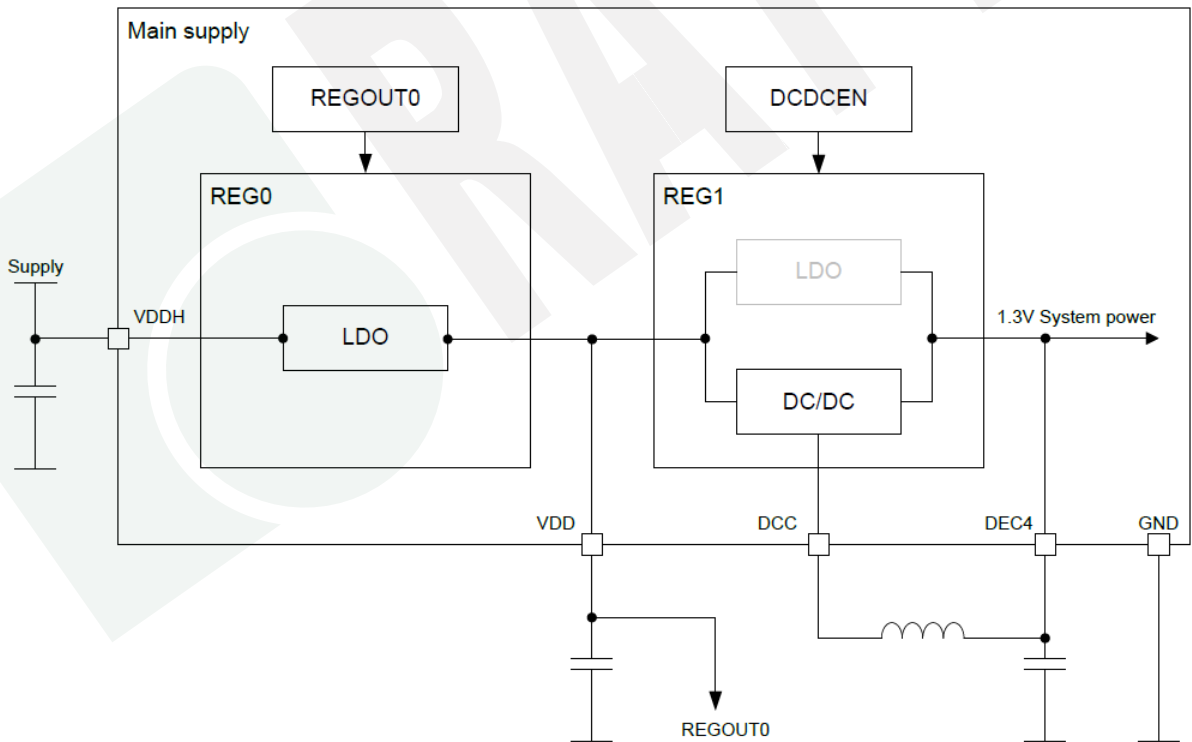 Main supply
REGOUT0
DCDCEN
REG0
REG1
LDO
Supply
VDDH
LDO
1.3V System power
DC/DC
VDD
DCC
DEC4
GND
REGOUT0